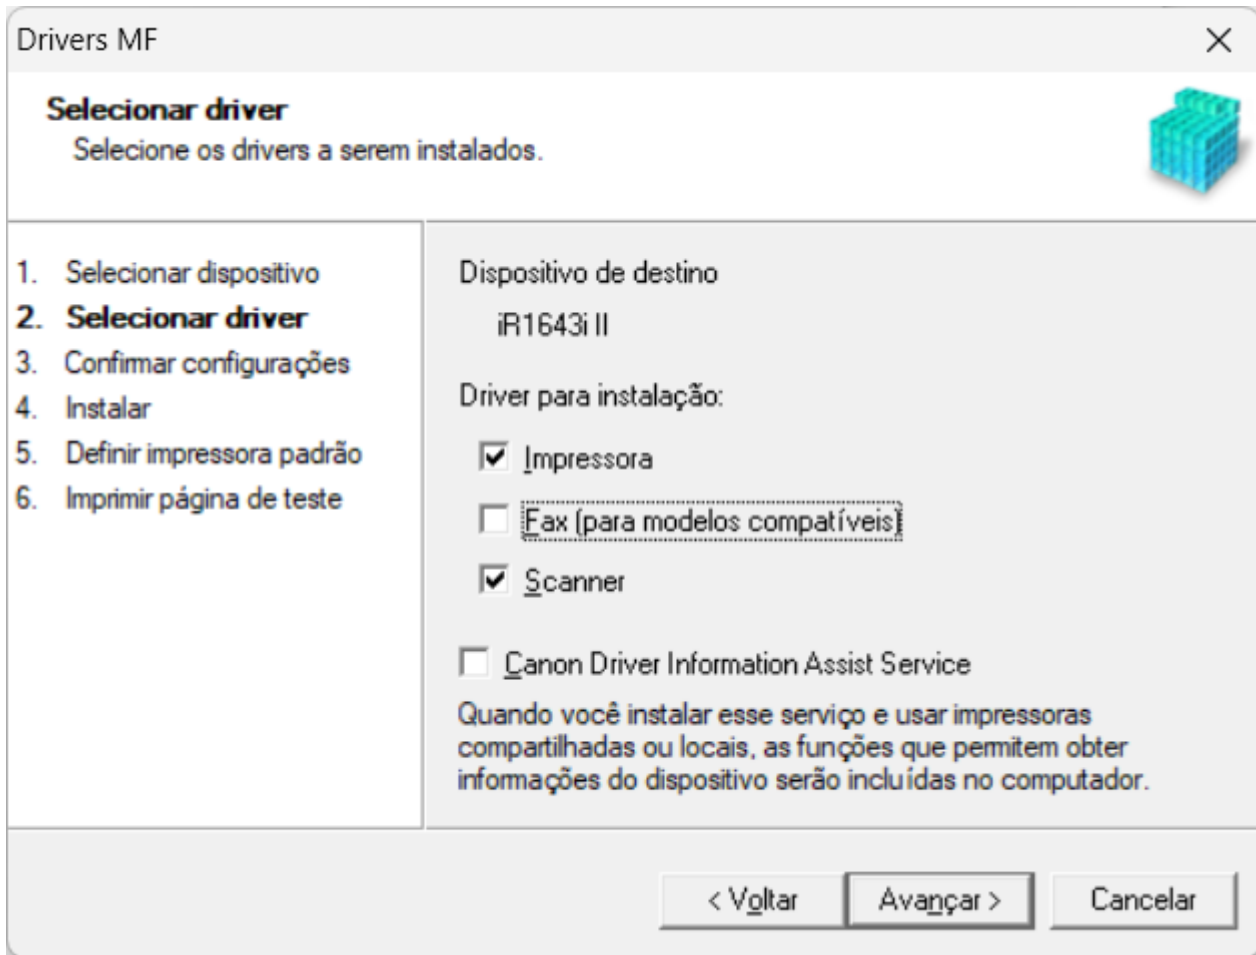 Drivers MF
Selecionar driver
Selecione os drivers a serem instalados.
1. Selecionar dispositivo
2. Selecionar driver
3. Confirmar configurações
4. Instalar
5. Definir impressora padrão
6. Imprimir página de teste
Dispositivo de destino
iR1643i II
Driver para instalação:
Impressora
Fax (para modelos compatíveis)
Scanner
Canon Driver Information Assist Service
Quando você instalar esse serviço e usar impressoras
compartilhadas ou locais, as funções que permitem obter
informações do dispositivo serão incluídas no computador.
< Voltar
Avançar >
Cancelar